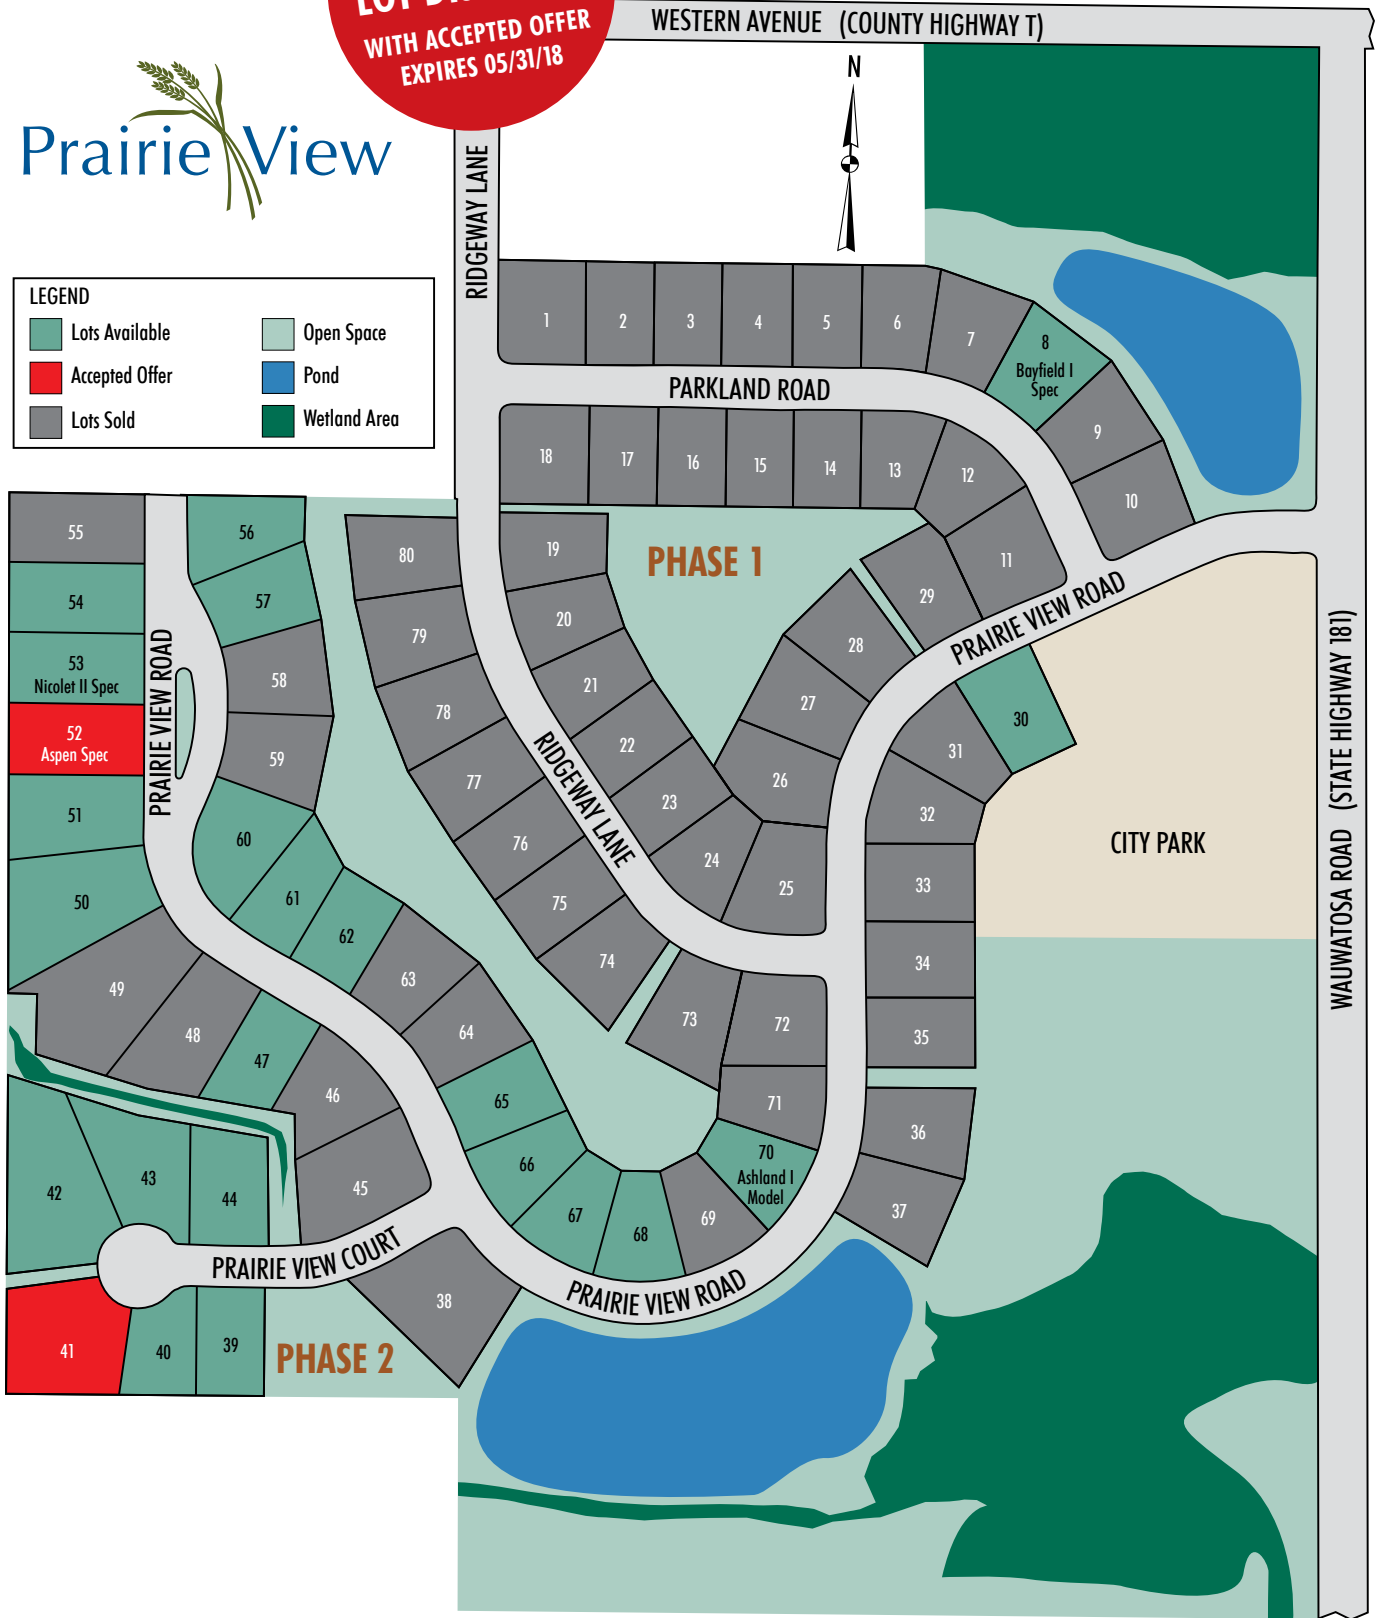 WITH ACCEPTED OFFER
EXPIRES 05/31/18
WESTERN AVENUE (COUNTY HIGHWAY T)
N
Prairie View
RIDGEWAY LANE
LEGEND
Lots Available
Open Space
Accepted Offer
Pond
Lots Sold
Wetland Area
1
2
3
4
5
6
7
8
Bayfield I
Spec
9
10
PARKLAND ROAD
18
17
16
15
14
13
12
11
PHASE 1
55
54
53
Nicolet II Spec
52
Aspen Spec
51
50
49
48
47
46
45
PRAIRIE VIEW ROAD
56
57
58
59
60
61
62
63
64
65
66
67
68
69
70
Ashland I
Model
71
72
73
80
79
78
77
76
75
74
RIDGEWAY LANE
19
20
21
22
23
24
25
26
27
28
29
PRAIRIE VIEW ROAD
30
31
32
33
34
35
36
37
CITY PARK
WAUWATOSA ROAD (STATE HIGHWAY 181)
42
43
44
PRAIRIE VIEW COURT
41
40
39
PHASE 2
38
PRAIRIE VIEW ROAD